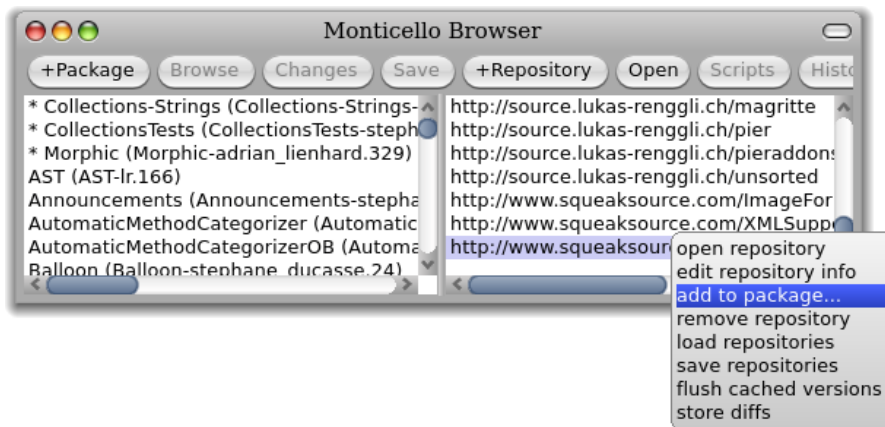 Monticello Browser
+Package Browse Changes Save +Repository Open Scripts Histo
* Collections-Strings (Collections-Strings-
* CollectionsTests (CollectionsTests-steph
* Morphic (Morphic-adrian_lienhard.329)
AST (AST-lr.166)
Announcements (Announcements-stepha
AutomaticMethodCategorizer (Automatic
AutomaticMethodCategorizerOB (Automa
Balloon (Balloon-stephane_ducasse.24)
http://source.lukas-renggli.ch/magritte
http://source.lukas-renggli.ch/pier
http://source.lukas-renggli.ch/pieraddons
http://source.lukas-renggli.ch/unsorted
http://www.squeaksource.com/ImageFor
http://www.squeaksource.com/XMLSuppo
http://www.squeaksourc
open repository
edit repository info
add to package...
remove repository
load repositories
save repositories
flush cached versions
store diffs